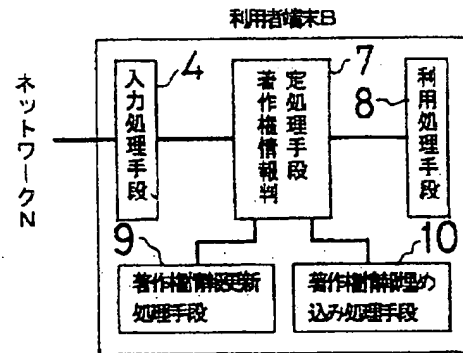 利用者端末B
ネットワークN
4
入力処理手段
7
著作権情報判
定処理手段
8
利用処理手段
9
著作権情報更新
処理手段
10
著作権情報埋め
込み処理手段